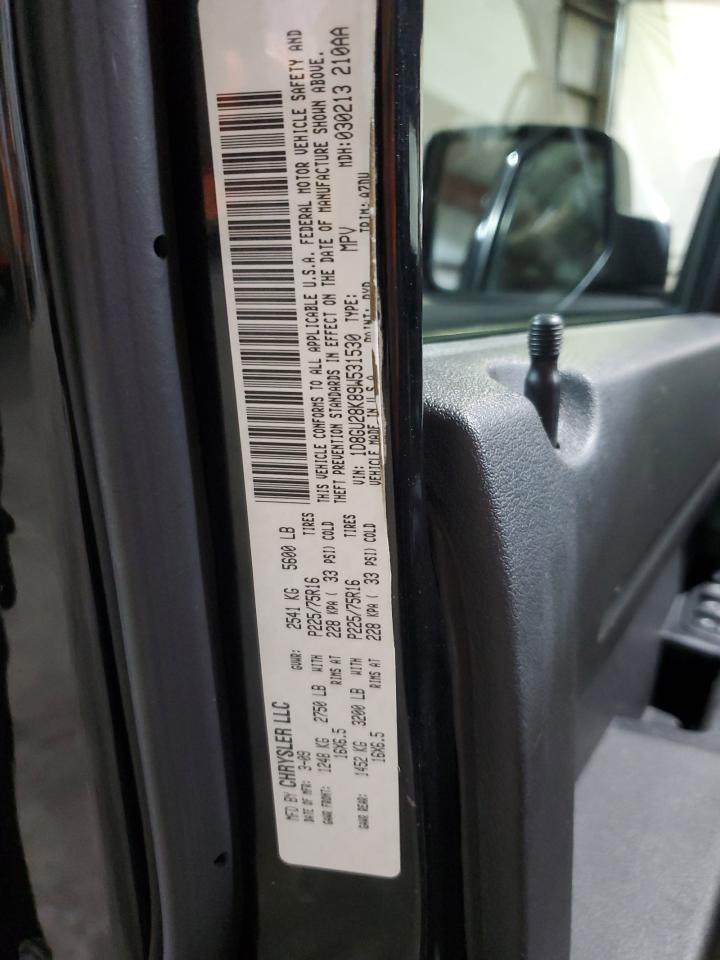 MFD BY CHRYSLER LLC
DATE OF MFR: 3-09 GVWR: 2541 KG 5600 LB
GAWR FRONT: 1248 KG 2750 LB WITH P225/75R16 TIRES
16X6.5 RIMS AT 228 KPA ( 33 PSI) COLD
GAWR REAR: 1452 KG 3200 LB WITH P225/75R16 TIRES
16X6.5 RIMS AT 228 KPA ( 33 PSI) COLD
THIS VEHICLE CONFORMS TO ALL APPLICABLE U.S.A. FEDERAL MOTOR VEHICLE SAFETY AND
THEFT PREVENTION STANDARDS IN EFFECT ON THE DATE OF MANUFACTURE SHOWN ABOVE.
VIN: 1D8GU28K89W531530 TYPE: MPV MDH:030213 210AA
VEHICLE MADE IN U.S.A. PAINT: TRIM: